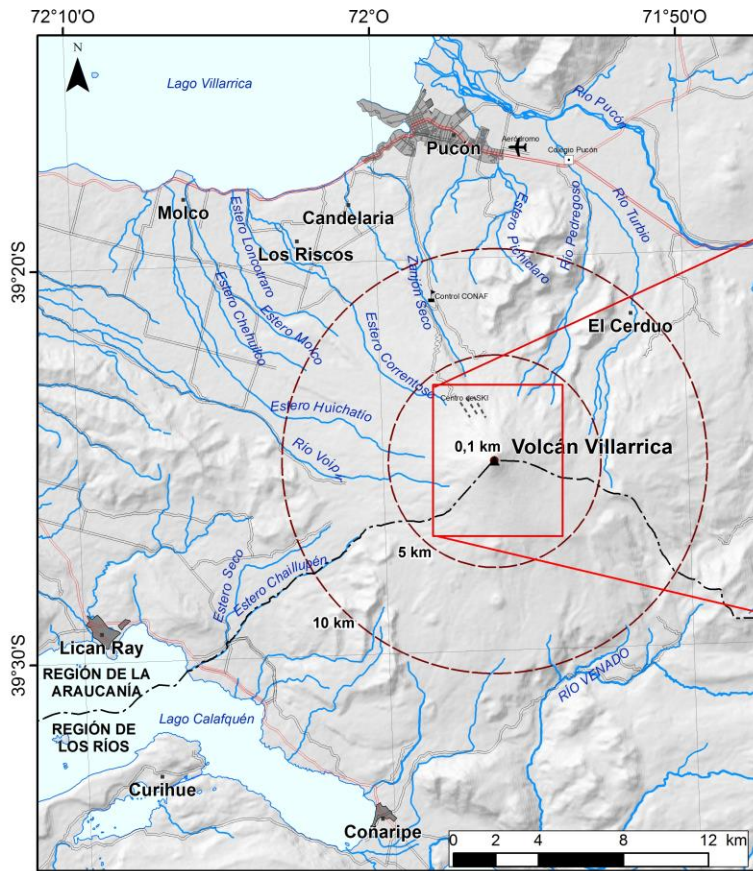 72°10'O
72°O
71°50'O
N
Lago Villarrica
Río Pucón
Aeródromo
Pucón
Colegio Pucón
Molco
Candelaria
Los Riscos
Estero Loncotraro
Estero Pichiclaro
Río Pedregoso
Río Turbio
39°20'S
Zanjón Seco
Control CONAF
Estero Chehuilco
Estero Molco
El Cerduo
Estero Correntoso
Centro de SKI
Estero Huichatio
0,1 km
Volcán Villarrica
Río Voip
5 km
Estero Seco
Estero Chaillupén
10 km
Lican Ray
39°30'S
REGIÓN DE LA
ARAUCANÍA
RÍO VENADO
REGIÓN DE
LOS RÍOS
Lago Calafquén
Curihue
Coñaripe
0 2 4 8 12 km